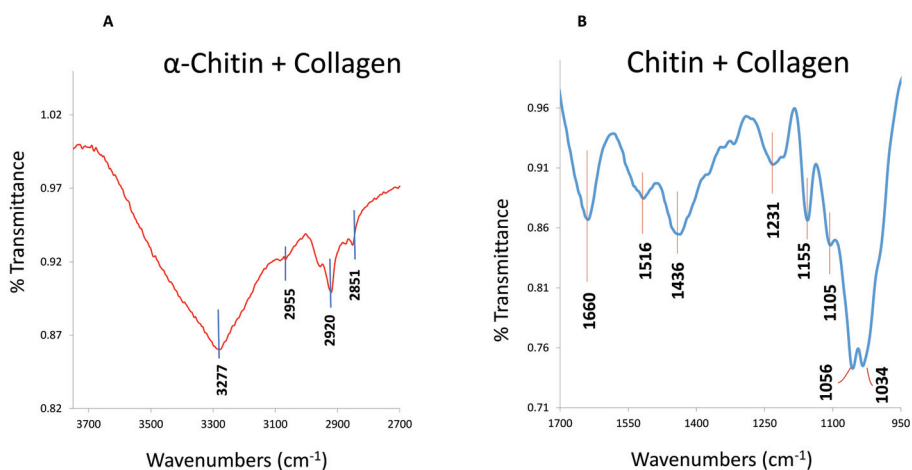 A
α-Chitin + Collagen
% Transmittance
1.02
0.97
0.92
0.87
0.82
3277
2955
2920
2851
3700 3500 3300 3100 2900 2700
Wavenumbers (cm⁻¹)
B
Chitin + Collagen
% Transmittance
0.96
0.91
0.86
0.81
0.76
0.71
1660
1516
1436
1231
1155
1105
1056
1034
1700 1550 1400 1250 1100 950
Wavenumbers (cm⁻¹)